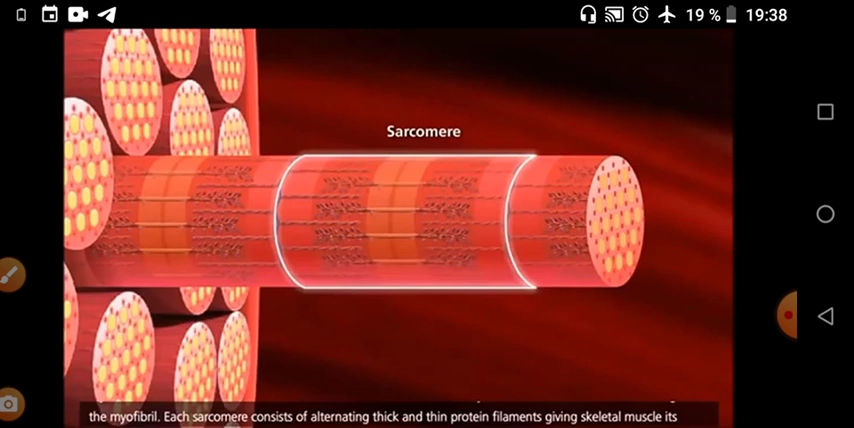 19 % 19:38
Sarcomere
the myofibril. Each sarcomere consists of alternating thick and thin protein filaments giving skeletal muscle its